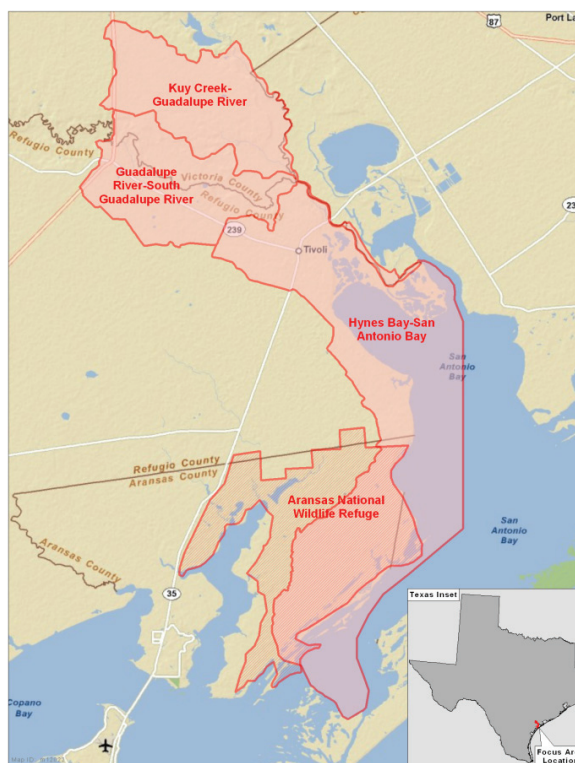 87
Port La
Kuy Creek-
Guadalupe River
Refugio County
Guadalupe
River-South
Guadalupe River
Victoria County
Refugio County
239
Tivoli
23
Hynes Bay-San
Antonio Bay
San
Antonio
Bay
Refugio County
Aransas County
Aransas National
Wildlife Refuge
San
Antonio
Bay
Aransas County
35
Texas Inset
Copano
Bay
Focus Are
Location